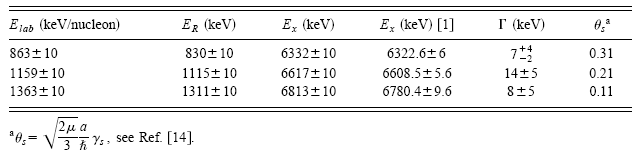 E_lab (keV/nucleon) E_R (keV) E_x (keV) E_x (keV) [1] Γ (keV) θ_s^a
863±10 830±10 6332±10 6322.6±6 7^{+4}_{-2} 0.31
1159±10 1115±10 6617±10 6608.5±5.6 14±5 0.21
1363±10 1311±10 6813±10 6780.4±9.6 8±5 0.11
^aθ_s = √(2μ/3) a/ħ γ_s, see Ref. [14].